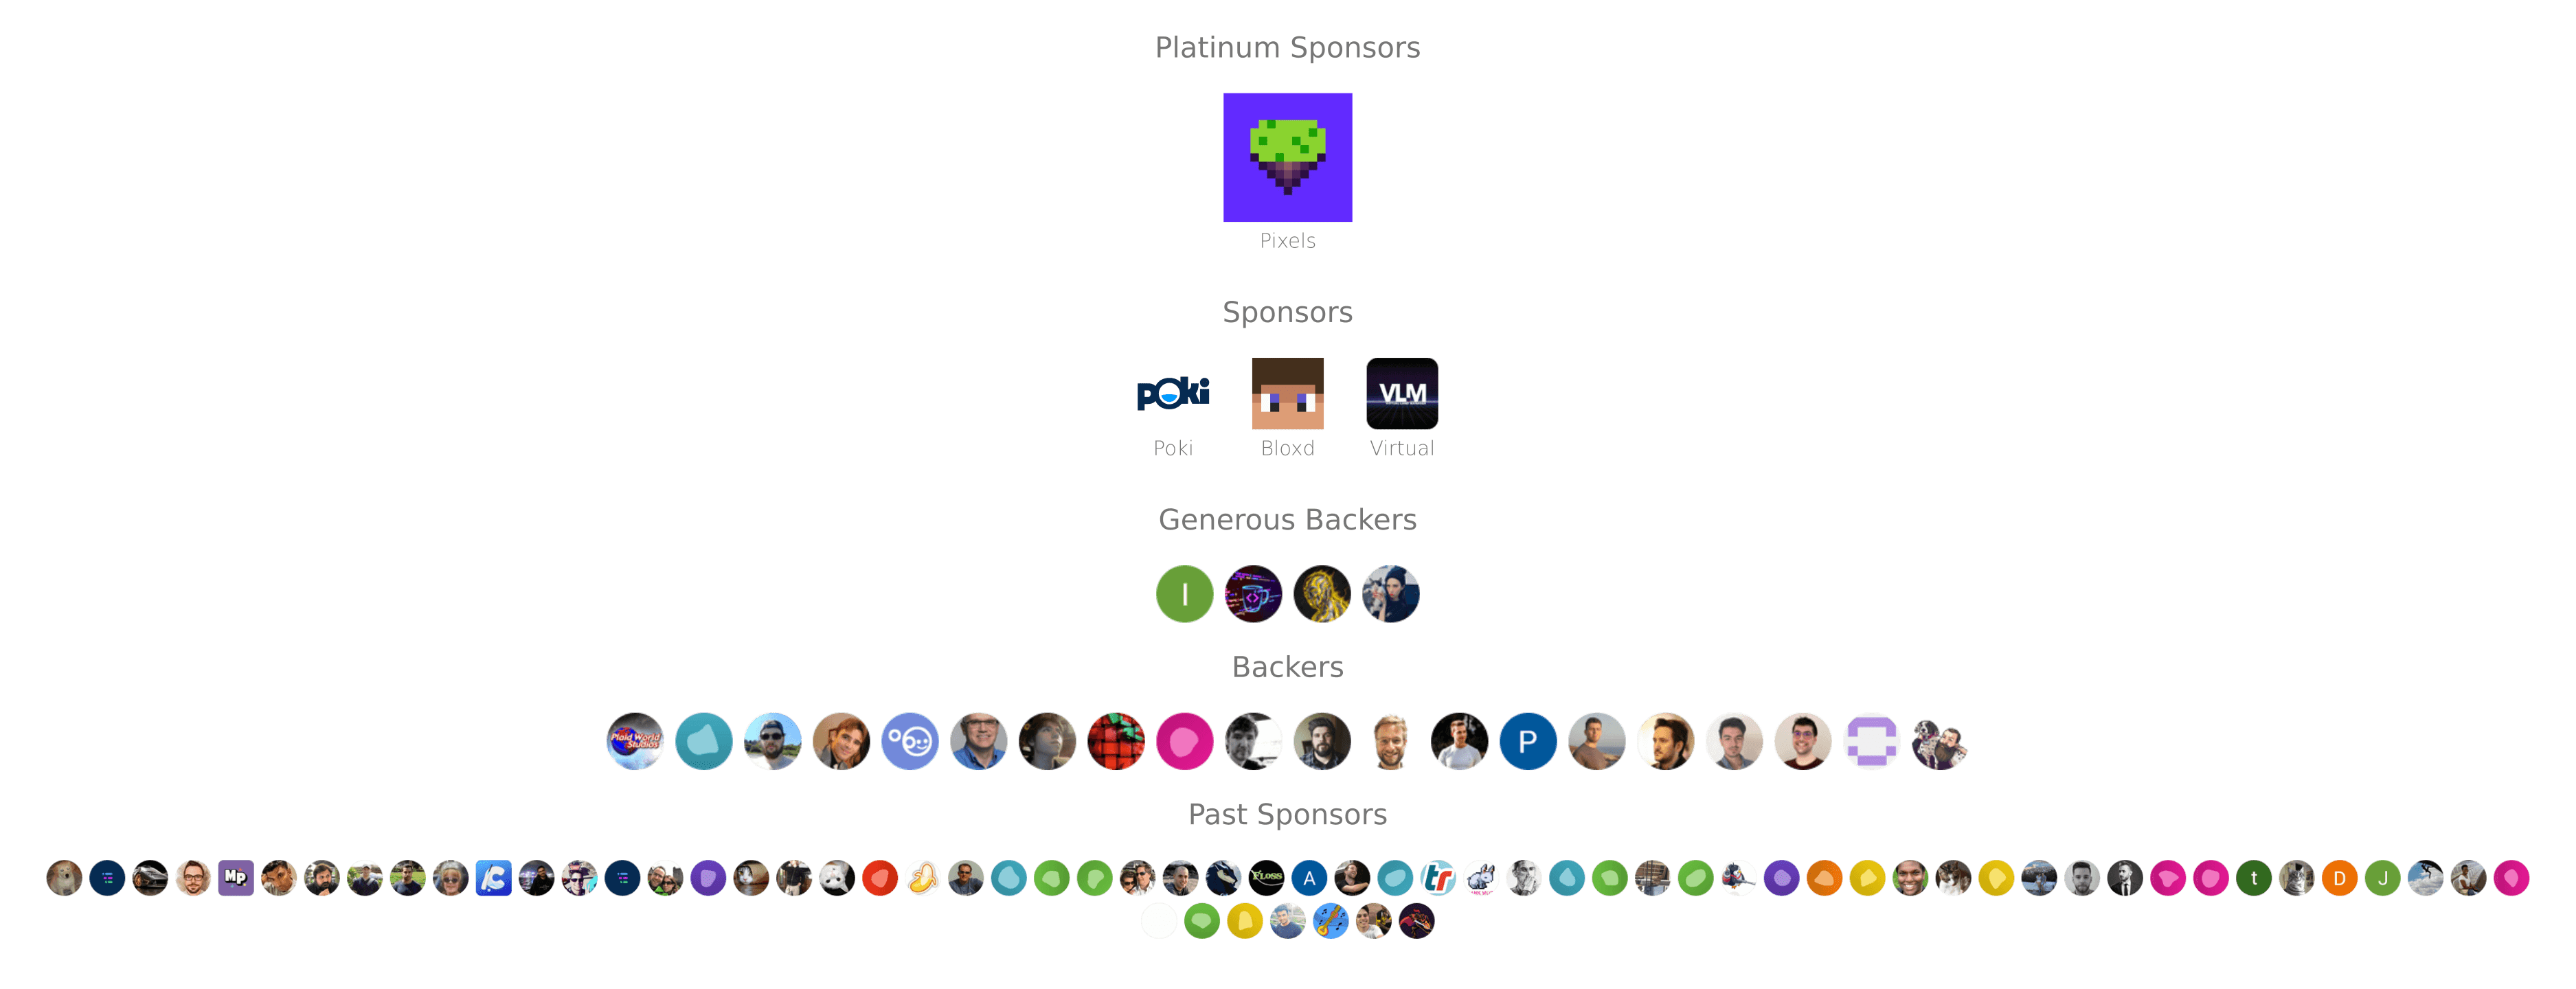 Platinum Sponsors
Pixels
Sponsors
poki
VLM
Poki Bloxd Virtual
Generous Backers
I
Backers
Plaid World Studios
P
Past Sponsors
MP
FLOSS
A
tr
t
D
J